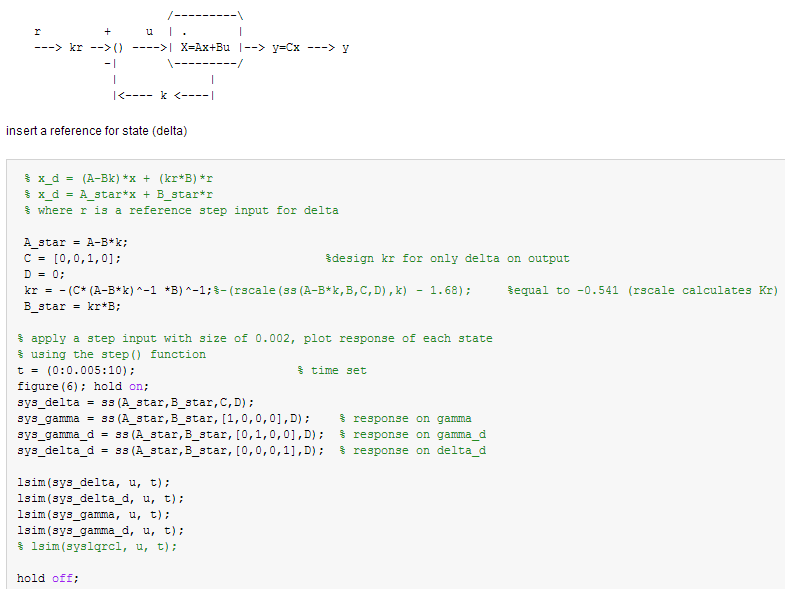 /---------\
r        +     u  | .       |
---> kr -->() ---->| X=Ax+Bu |--> y=Cx ---> y
         -|       \---------/
          |            |
          |<---- k <----|
insert a reference for state (delta)
% x_d = (A-Bk)*x + (kr*B)*r
% x_d = A_star*x + B_star*r
% where r is a reference step input for delta
A_star = A-B*k;
C = [0,0,1,0];                          %design kr for only delta on output
D = 0;
kr = -(C*(A-B*k)^-1 *B)^-1;%-(rscale(ss(A-B*k,B,C,D),k) - 1.68);     %equal to -0.541 (rscale calculates Kr)
B_star = kr*B;
% apply a step input with size of 0.002, plot response of each state
% using the step() function
t = (0:0.005:10);                       % time set
figure(6); hold on;
sys_delta = ss(A_star,B_star,C,D);
sys_gamma = ss(A_star,B_star,[1,0,0,0],D);    % response on gamma
sys_gamma_d = ss(A_star,B_star,[0,1,0,0],D);  % response on gamma_d
sys_delta_d = ss(A_star,B_star,[0,0,0,1],D);  % response on delta_d
lsim(sys_delta, u, t);
lsim(sys_delta_d, u, t);
lsim(sys_gamma, u, t);
lsim(sys_gamma_d, u, t);
% lsim(syslqrcl, u, t);
hold off;